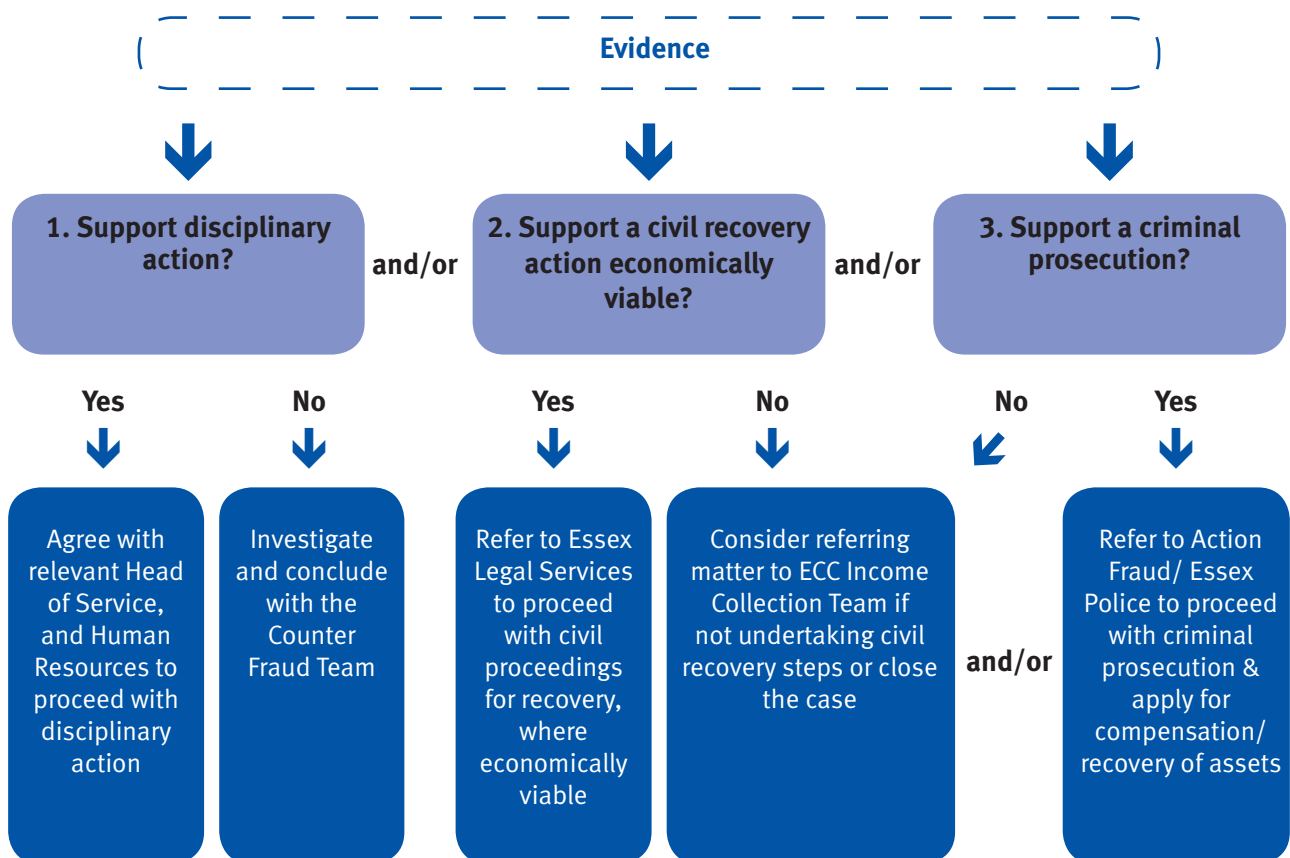 Evidence
1. Support disciplinary
action?
and/or
2. Support a civil recovery
action economically
viable?
and/or
3. Support a criminal
prosecution?
Yes
No
Yes
No
No
Yes
Agree with
relevant Head
of Service,
and Human
Resources to
proceed with
disciplinary
action
Investigate
and conclude
with the
Counter
Fraud Team
Refer to Essex
Legal Services
to proceed
with civil
proceedings
for recovery,
where
economically
viable
Consider referring
matter to ECC Income
Collection Team if
not undertaking civil
recovery steps or close
the case
and/or
Refer to Action
Fraud/ Essex
Police to proceed
with criminal
prosecution &
apply for
compensation/
recovery of assets